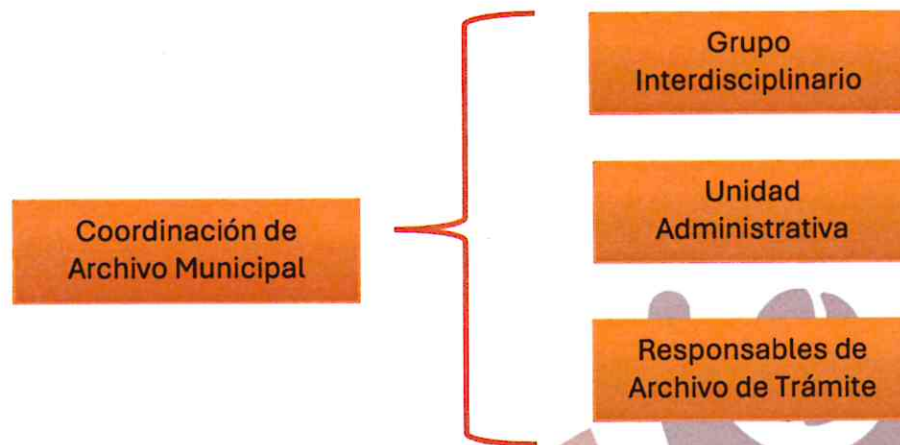 Coordinación de
Archivo Municipal
Grupo
Interdisciplinario
Unidad
Administrativa
Responsables de
Archivo de Trámite